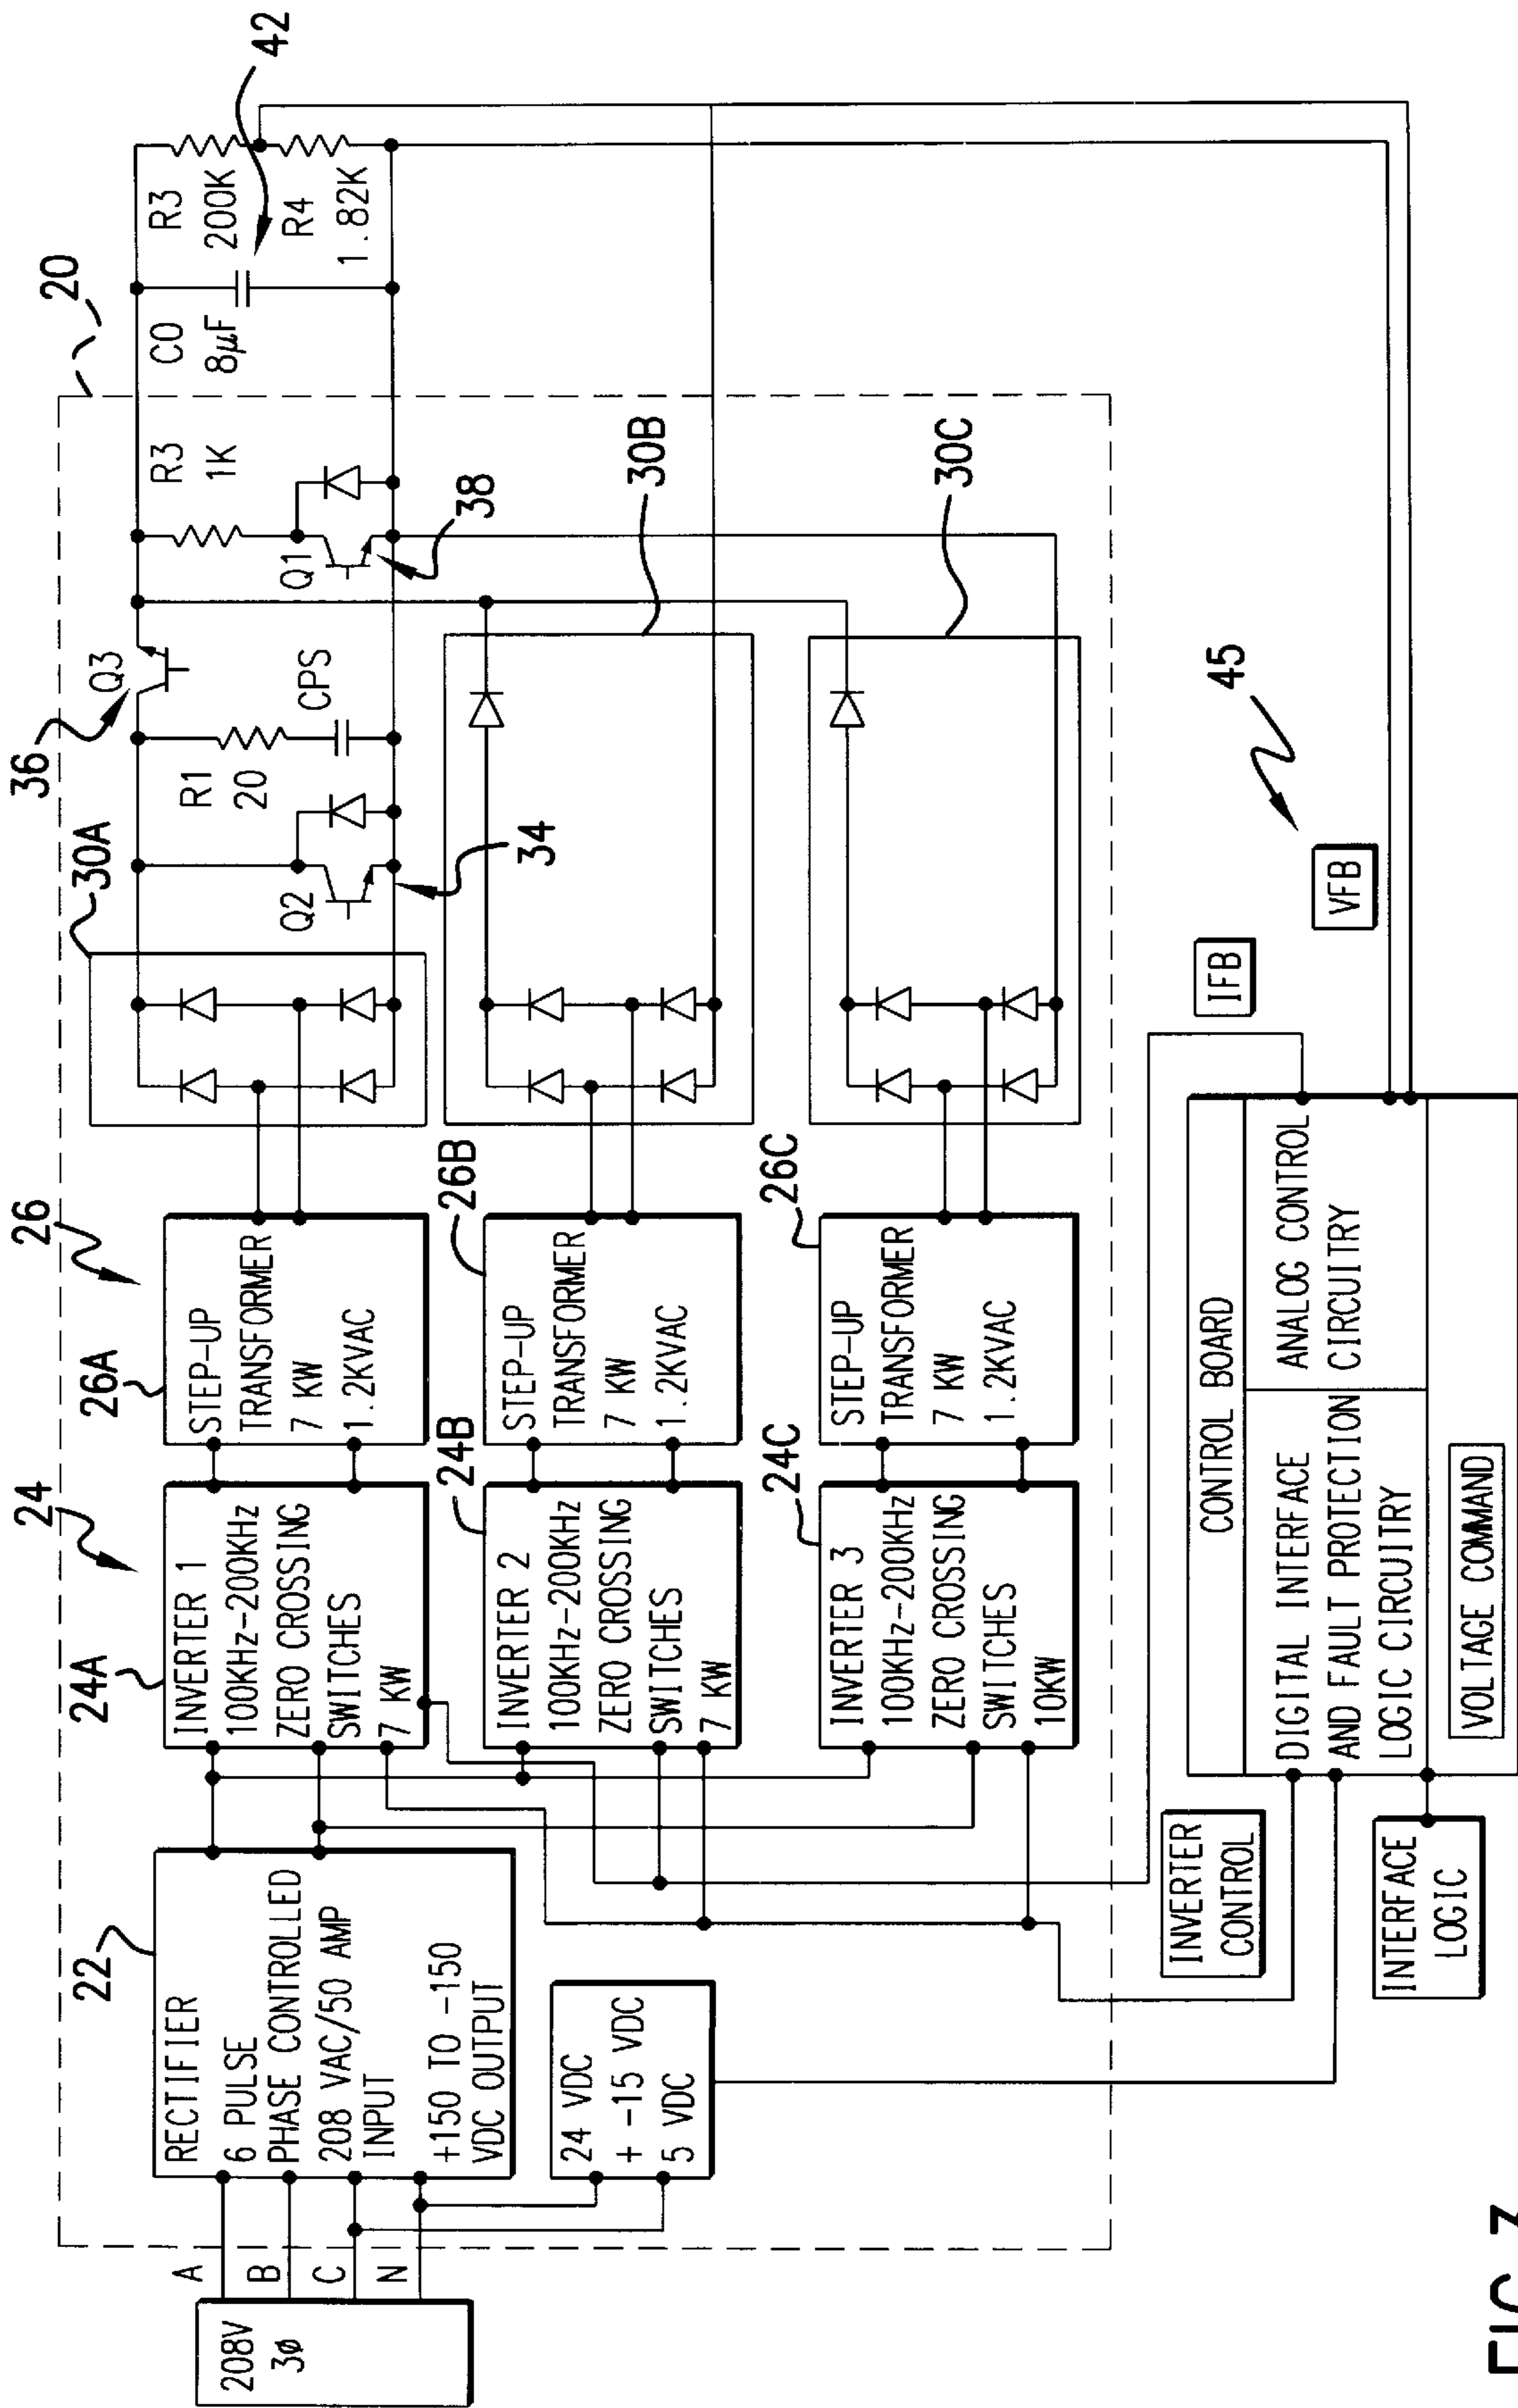 208V
3ø
A
B
C
N
RECTIFIER
6 PULSE
PHASE CONTROLLED
208 VAC/50 AMP
INPUT
+150 TO -150
VDC OUTPUT
22
24 VDC
+ -15 VDC
5 VDC
24
24A
INVERTER 1
100KHz-200KHz
ZERO CROSSING
SWITCHES
7 KW
24B
INVERTER 2
100KHz-200KHz
ZERO CROSSING
SWITCHES
7 KW
24C
INVERTER 3
100KHz-200KHz
ZERO CROSSING
SWITCHES
10KW
26
26A
STEP-UP
TRANSFORMER
7 KW
1.2KVAC
26B
STEP-UP
TRANSFORMER
7 KW
1.2KVAC
26C
STEP-UP
TRANSFORMER
7 KW
1.2KVAC
30A
36
Q2
34
R1
20
CPS
Q3
30B
30C
Q1
38
R3
1K
20
C0
8µF
42
R3
200K
R4
1.82K
45
VFB
IFB
INVERTER
CONTROL
INTERFACE
LOGIC
CONTROL BOARD
DIGITAL INTERFACE
AND FAULT PROTECTION
LOGIC CIRCUITRY
ANALOG CONTROL
CIRCUITRY
VOLTAGE COMMAND
FIG.3